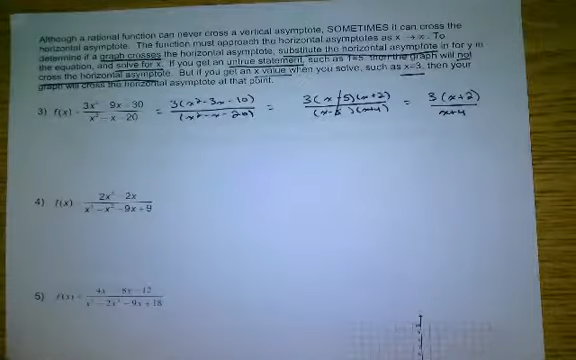 Although a rational function can never cross a vertical asymptote, SOMETIMES it can cross the
horizontal asymptote. The function must approach the horizontal asymptotes as x → ∞. To
determine if a graph crosses the horizontal asymptote, substitute the horizontal asymptote in for y in
the equation, and solve for x. If you get an untrue statement, such as 1=5, then the graph will not
cross the horizontal asymptote. But if you get an x value when you solve, such as x=3, then your
graph will cross the horizontal asymptote at that point.
3) f(x) = (3x² - 9x - 30)/(x² - x - 20) = 3(x²-3x-10)/(x²-x-20) = 3(x-5)(x+2)/(x-5)(x+4) = 3(x+2)/(x+4)
4) f(x) = (2x² - 2x)/(x³ - x² - 9x + 9)
5) f(x) = - 8x - 12/(x³ - 2x² - 9x + 18)